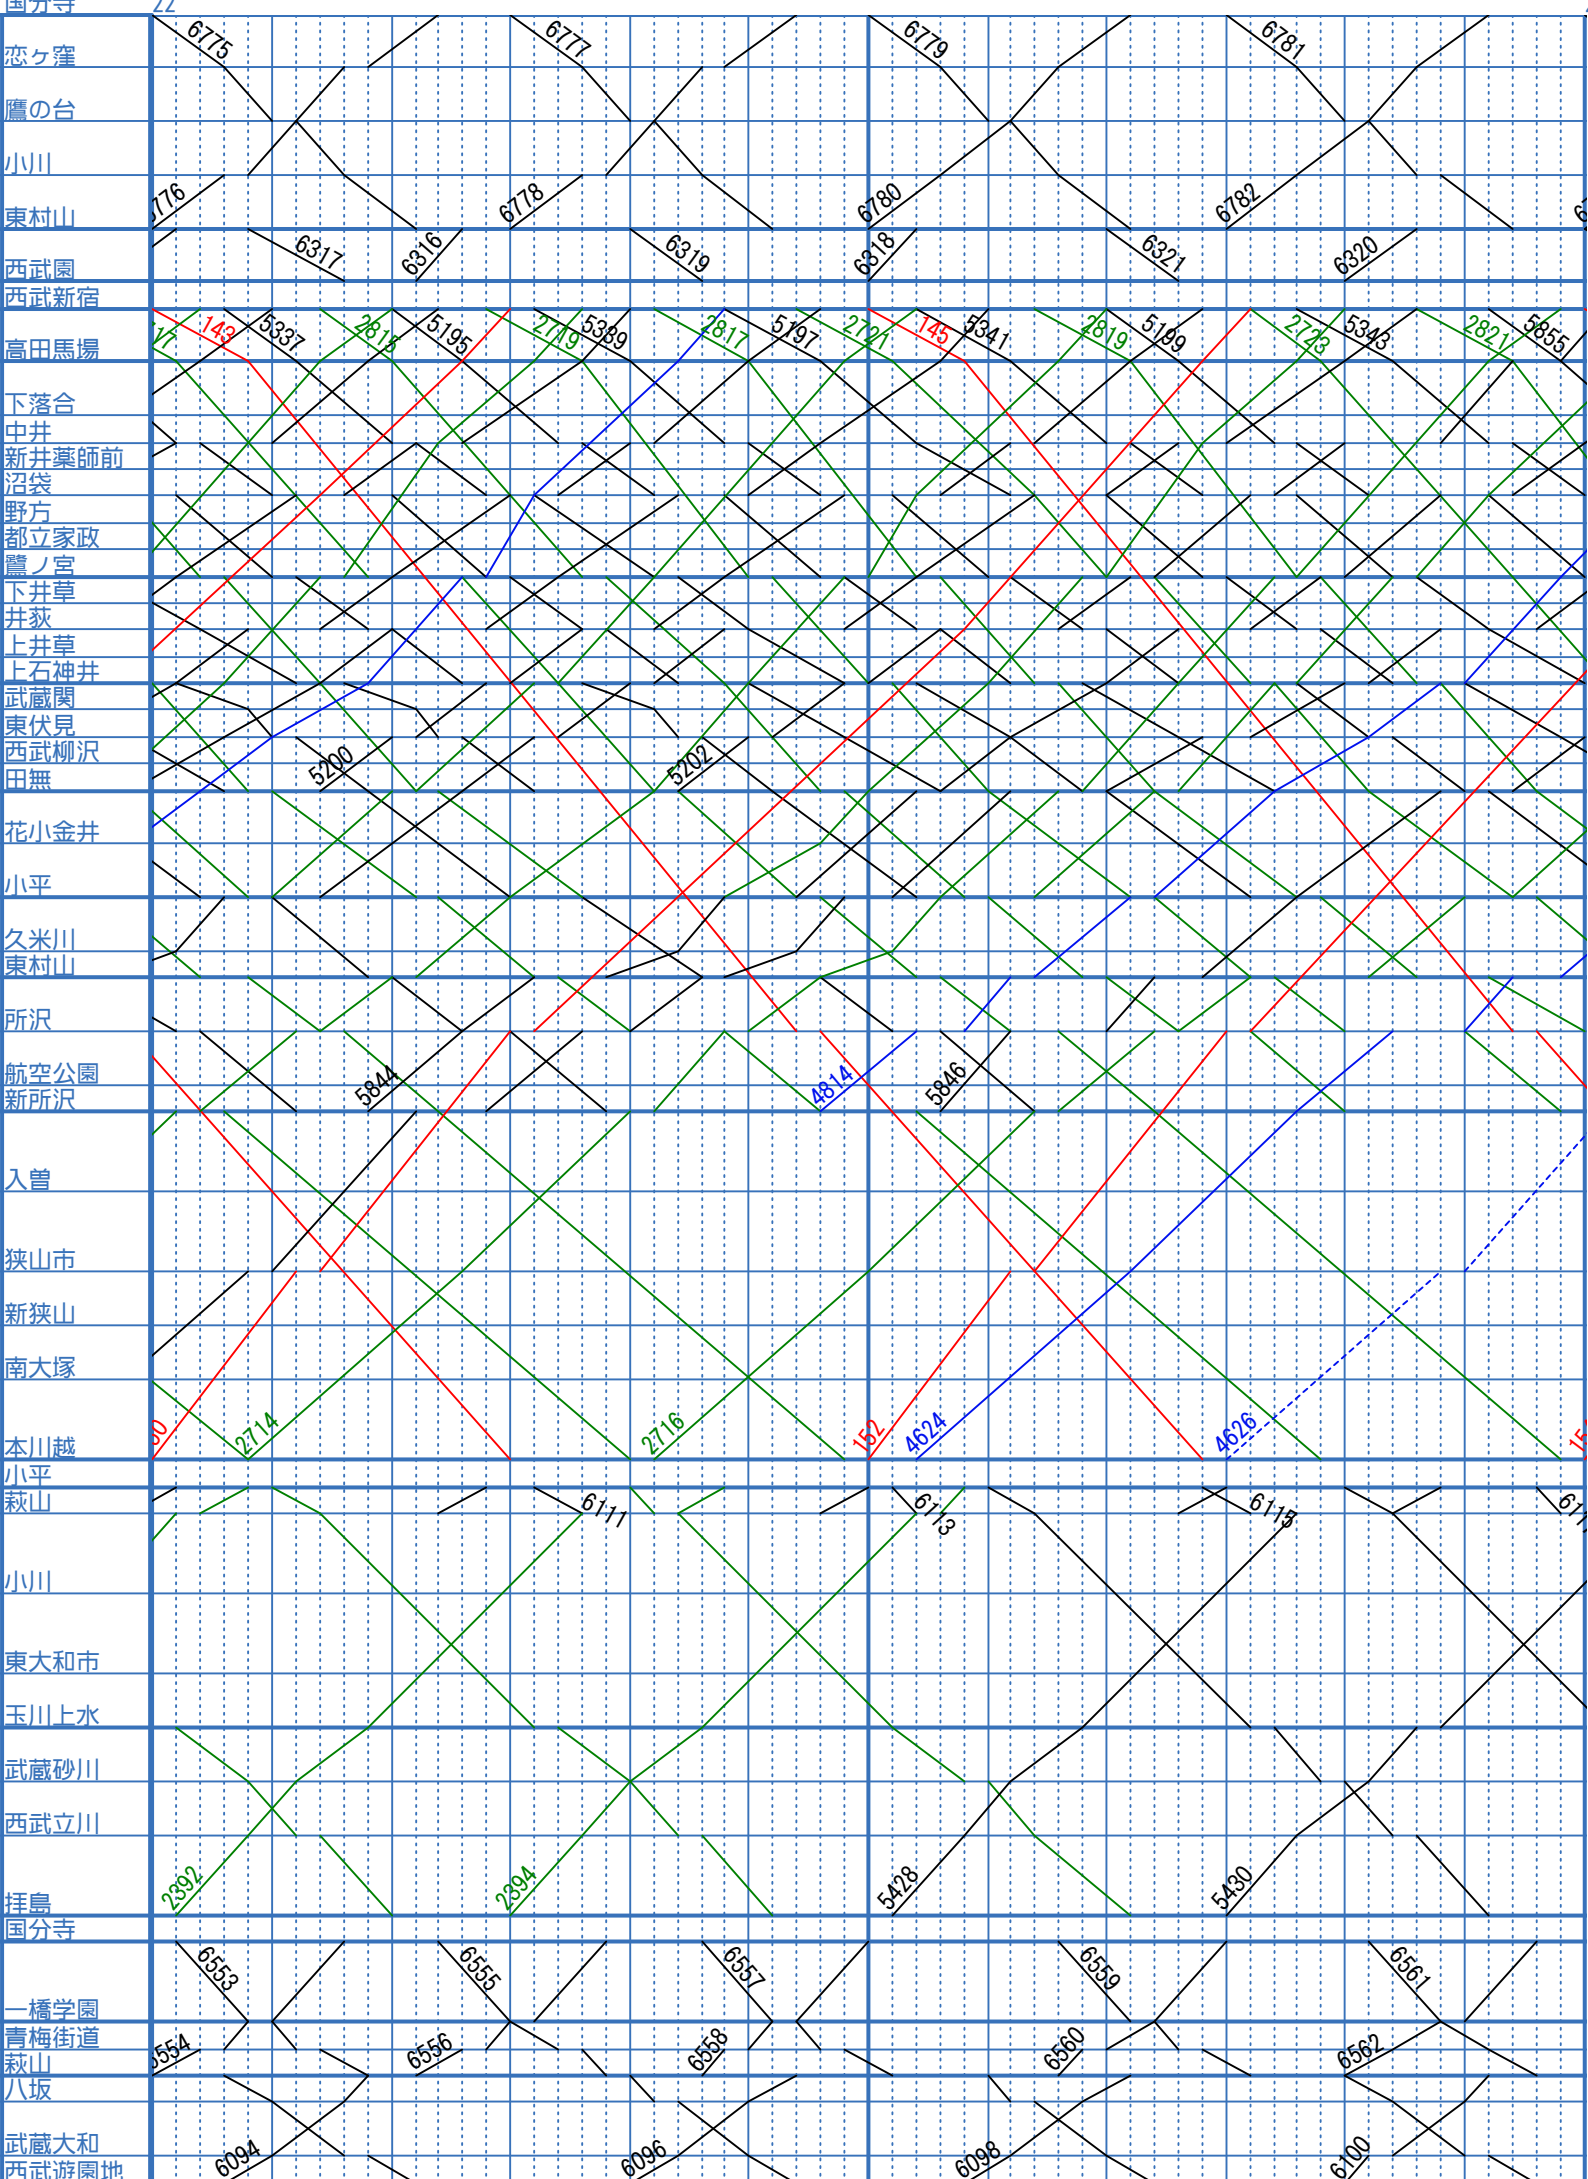 国分寺 22
6775 6777 6779 6781
恋ヶ窪
鷹の台
小川
6778 6780 6782
東村山
6317 6316 6319 6318 6321 6320
西武園
西武新宿
143 5337 2815 5195 2719 5339 2817 5197 2721 145 5341 2819 5199 2723 5343 2821 5855
高田馬場
下落合
中井
新井薬師前
沼袋
野方
都立家政
鷺ノ宮
下井草
井荻
上井草
上石神井
武蔵関
東伏見
西武柳沢
5200 5202
田無
花小金井
小平
久米川
東村山
所沢
航空公園
5844 4814 5846
新所沢
入曽
狭山市
新狭山
南大塚
2714 2716 152 4624 4626
本川越
小平
萩山
6111 6113 6115
小川
東大和市
玉川上水
武蔵砂川
西武立川
2392 2394 5428 5430
拝島
国分寺
6553 6555 6557 6559 6561
一橋学園
青梅街道
6556 6558 6560 6562
萩山
八坂
武蔵大和
6094 6096 6098 6100
西武遊園地